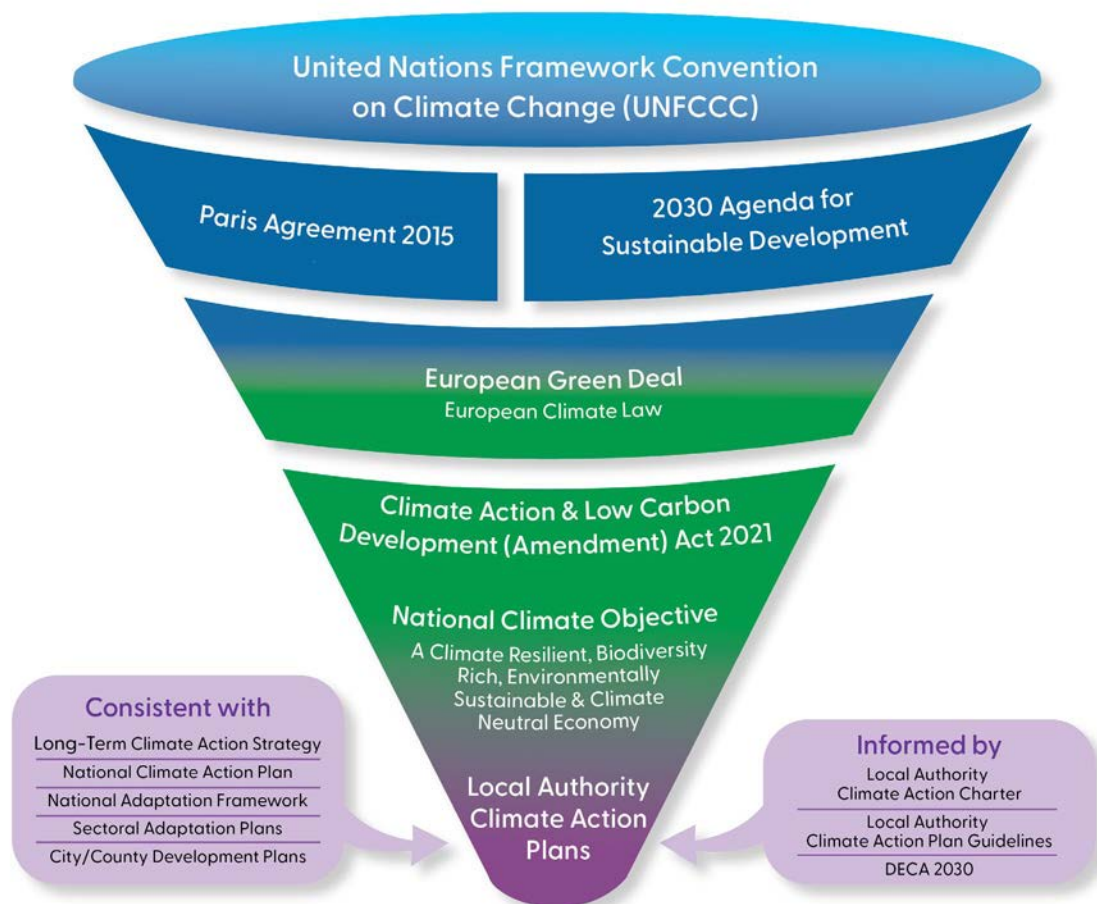 United Nations Framework Convention
on Climate Change (UNFCCC)
Paris Agreement 2015
2030 Agenda for
Sustainable Development
European Green Deal
European Climate Law
Climate Action & Low Carbon
Development (Amendment) Act 2021
National Climate Objective
A Climate Resilient, Biodiversity
Rich, Environmentally
Sustainable & Climate
Neutral Economy
Local Authority
Climate Action
Plans
Consistent with
Long-Term Climate Action Strategy
National Climate Action Plan
National Adaptation Framework
Sectoral Adaptation Plans
City/County Development Plans
Informed by
Local Authority
Climate Action Charter
Local Authority
Climate Action Plan Guidelines
DECA 2030